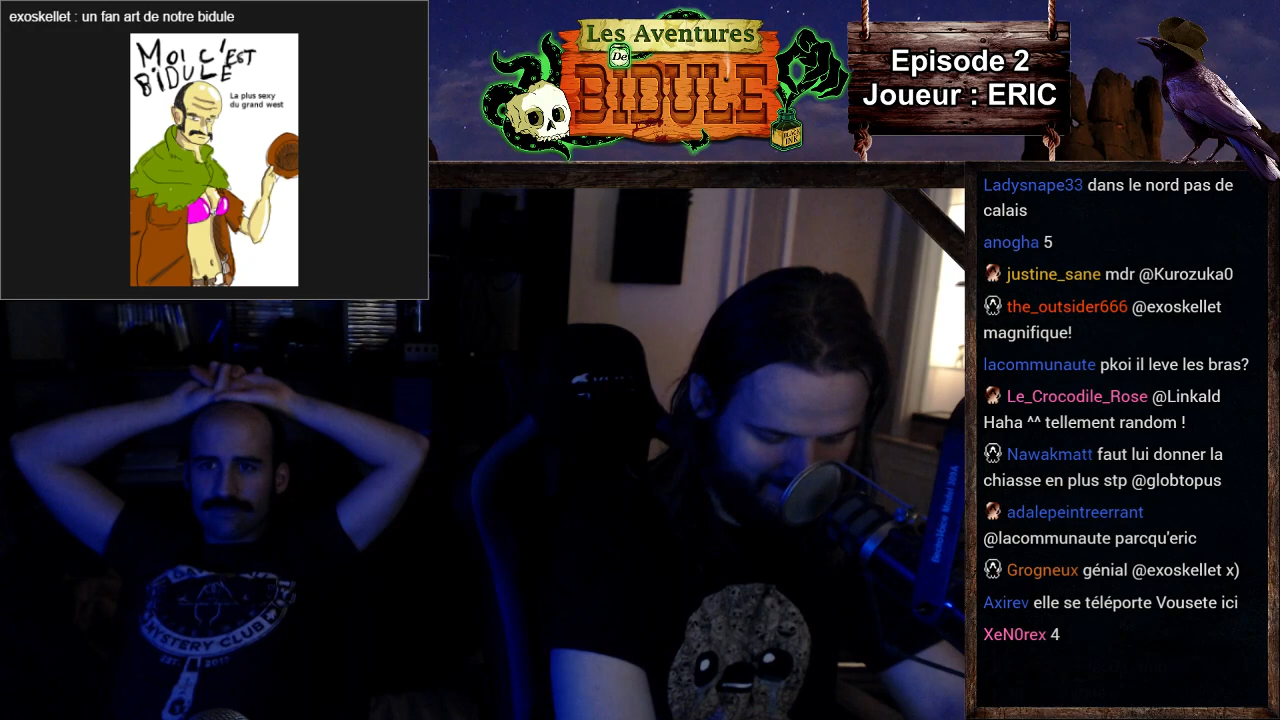 exoskellet : un fan art de notre bidule
MOI C'EST
BIDULE
La plus sexy
du grand west
Les Aventures
De
BIDULE
BLACK
INK
Episode 2
Joueur : ERIC
Ladysnape33 dans le nord pas de
calais
anogha 5
justine_sane mdr @Kurozuka0
the_outsider666 @exoskellet
magnifique!
lacommunaute pkoi il leve les bras?
Le_Crocodile_Rose @Linkald
Haha ^^ tellement random !
Nawakmatt faut lui donner la
chiasse en plus stp @globtopus
adalepeintreerrant
@lacommunaute parcqu'eric
Grogneux génial @exoskellet x)
Axirev elle se téléporte Vousete ici
XeN0rex 4
MYSTERY CLUB